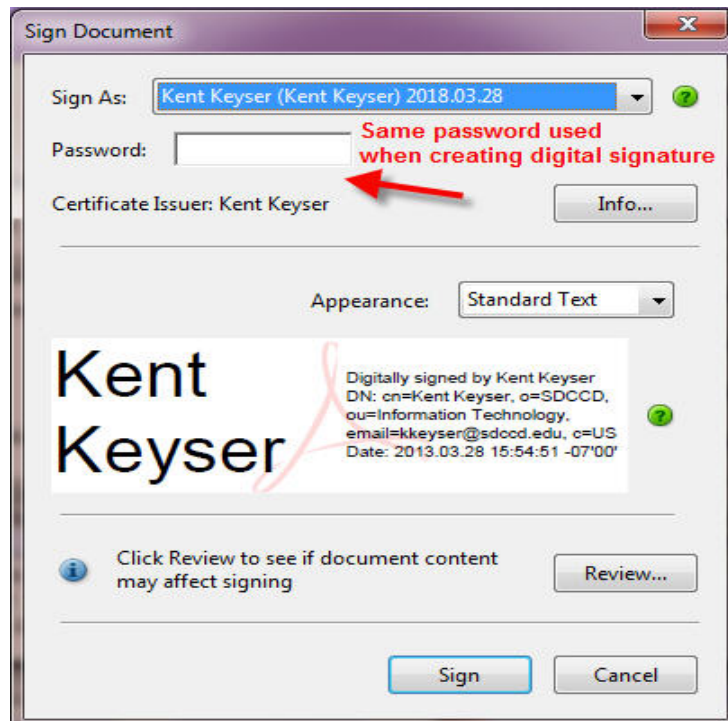 Sign Document
Sign As: Kent Keyser (Kent Keyser) 2018.03.28
Same password used
Password: when creating digital signature
Certificate Issuer: Kent Keyser Info...
Appearance: Standard Text
Kent
Keyser
Digitally signed by Kent Keyser
DN: cn=Kent Keyser, o=SDCCD,
ou=Information Technology,
email=kkeyser@sdccd.edu, c=US
Date: 2013.03.28 15:54:51 -07'00'
Click Review to see if document content
may affect signing
Review...
Sign Cancel